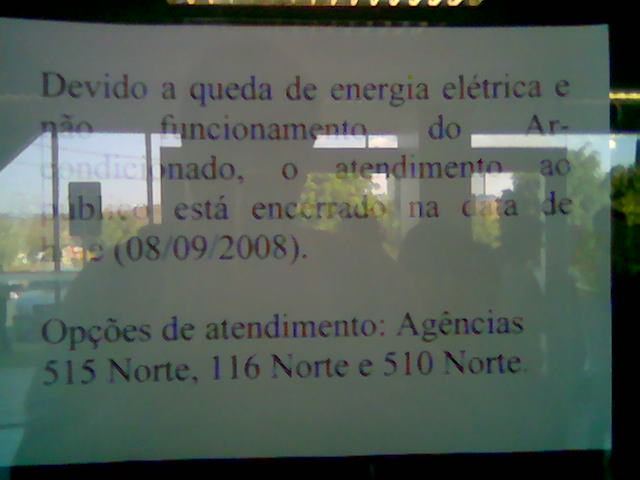 Devido a queda de energia elétrica e
não funcionamento do Ar-
condicionado, o atendimento ao
público está encerrado na data de
hoje (08/09/2008).
Opções de atendimento: Agências
515 Norte, 116 Norte e 510 Norte.